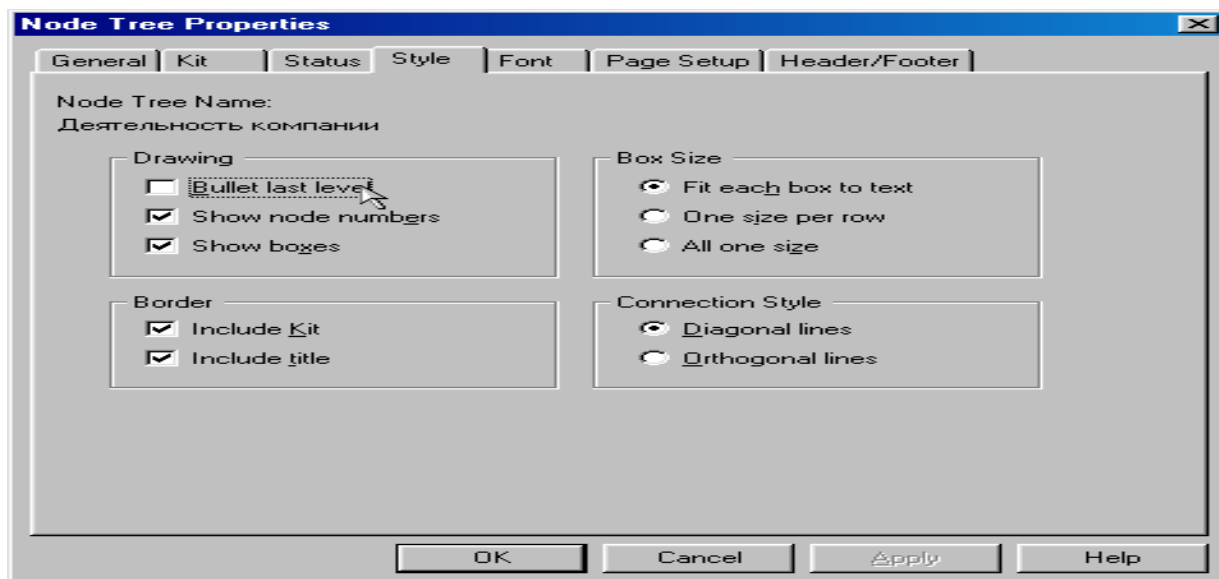 Node Tree Properties
General Kit Status Style Font Page Setup Header/Footer
Node Tree Name:
Деятельность компании
Drawing
Bullet last level
Show node numbers
Show boxes
Box Size
Fit each box to text
One size per row
All one size
Border
Include Kit
Include title
Connection Style
Diagonal lines
Orthogonal lines
OK Cancel Apply Help